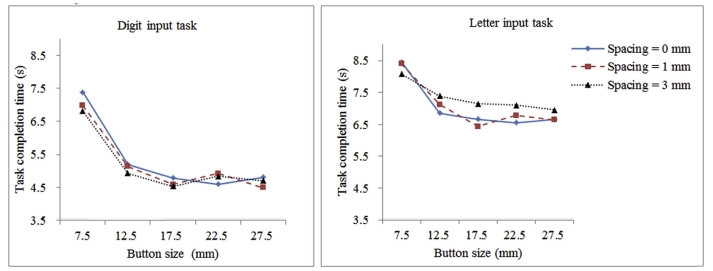 Digit input task
Task completion time (s)
8.5
7.5
6.5
5.5
4.5
3.5
7.5 12.5 17.5 22.5 27.5
Button size (mm)
Letter input task
Task completion time (s)
8.5
7.5
6.5
5.5
4.5
3.5
7.5 12.5 17.5 22.5 27.5
Button size (mm)
Spacing = 0 mm
Spacing = 1 mm
Spacing = 3 mm